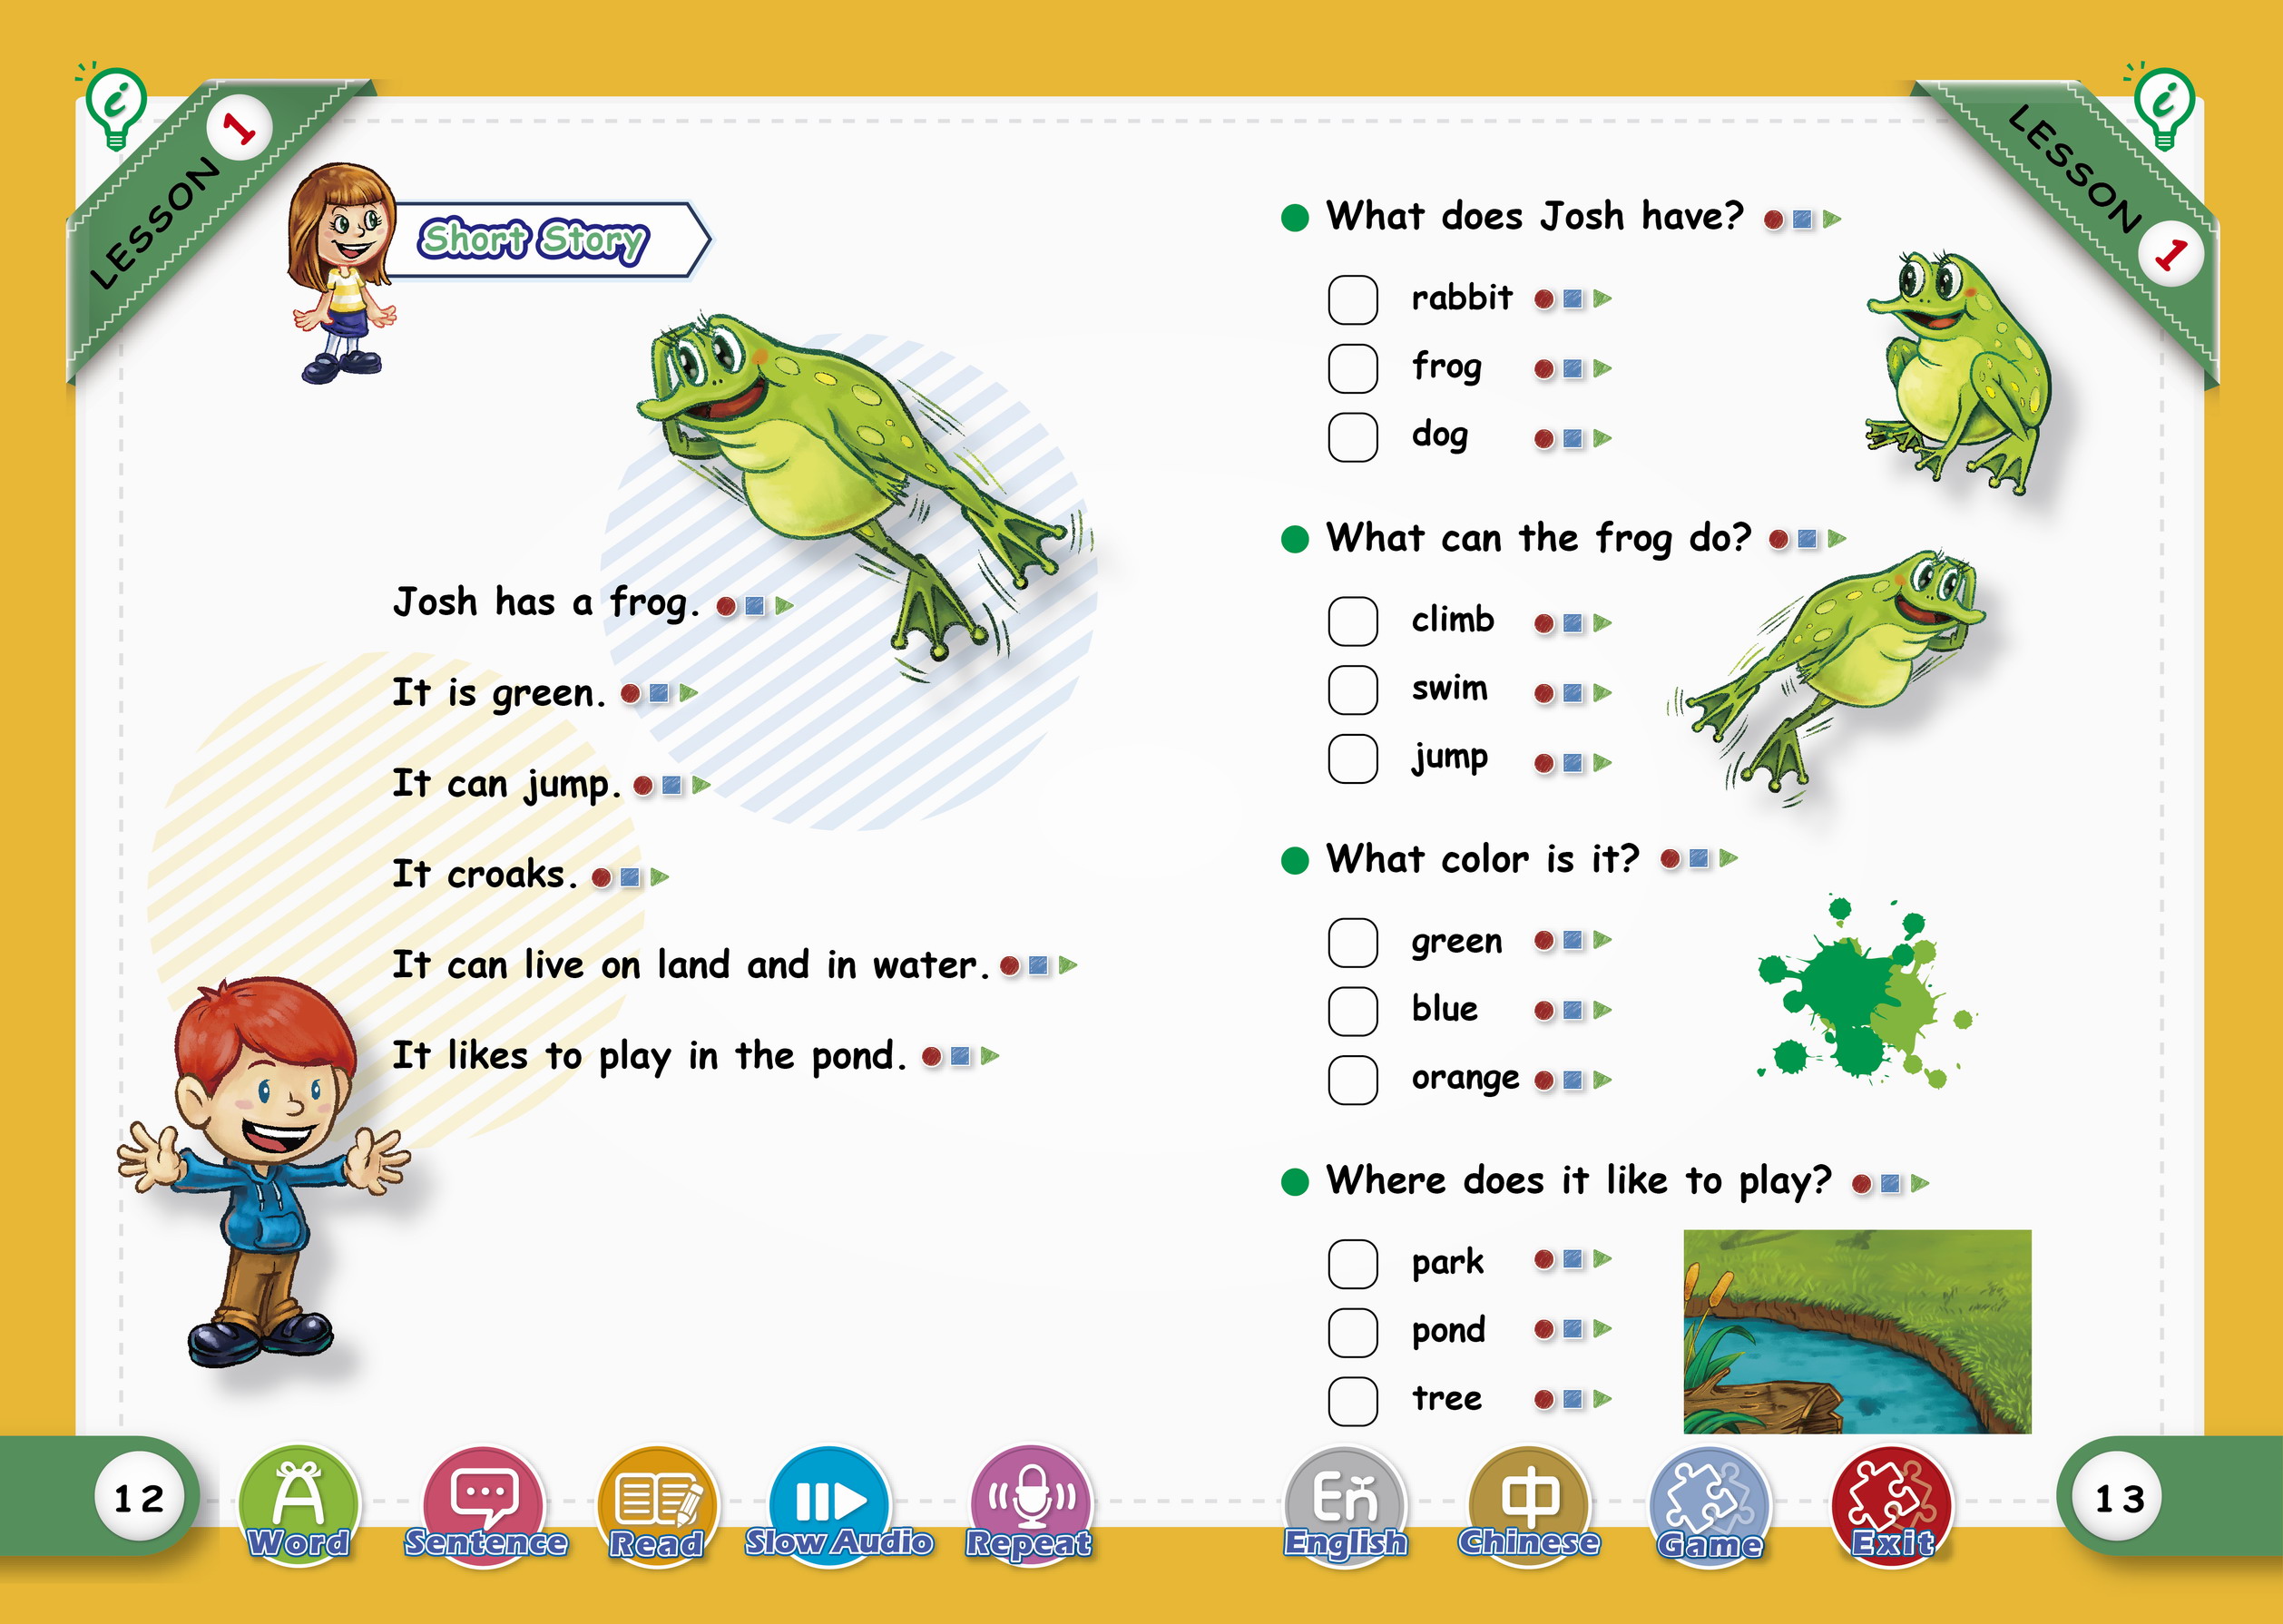 LESSON 1
Short Story
Josh has a frog.
It is green.
It can jump.
It croaks.
It can live on land and in water.
It likes to play in the pond.
12
Word
Sentence
Read
Slow Audio
Repeat
LESSON 1
What does Josh have?
rabbit
frog
dog
What can the frog do?
climb
swim
jump
What color is it?
green
blue
orange
Where does it like to play?
park
pond
tree
En
English
中
Chinese
Game
Exit
13